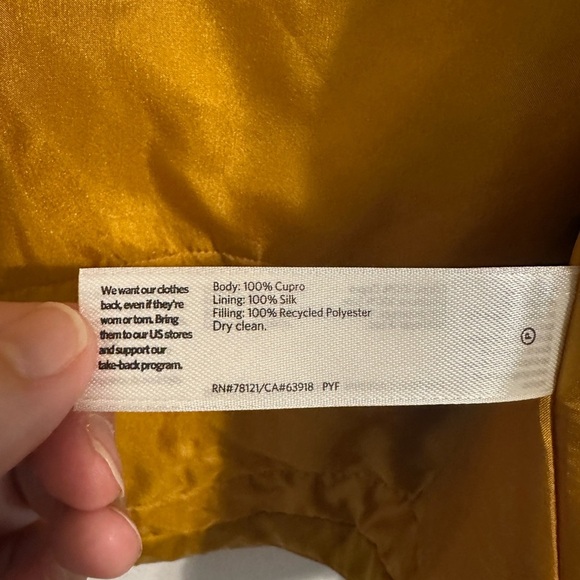 We want our clothes
back, even if they're
worn or torn. Bring
them to our US stores
and support our
take-back program.
Body: 100% Cupro
Lining: 100% Silk
Filling: 100% Recycled Polyester
Dry clean.
P
RN#78121/CA#63918 PYF